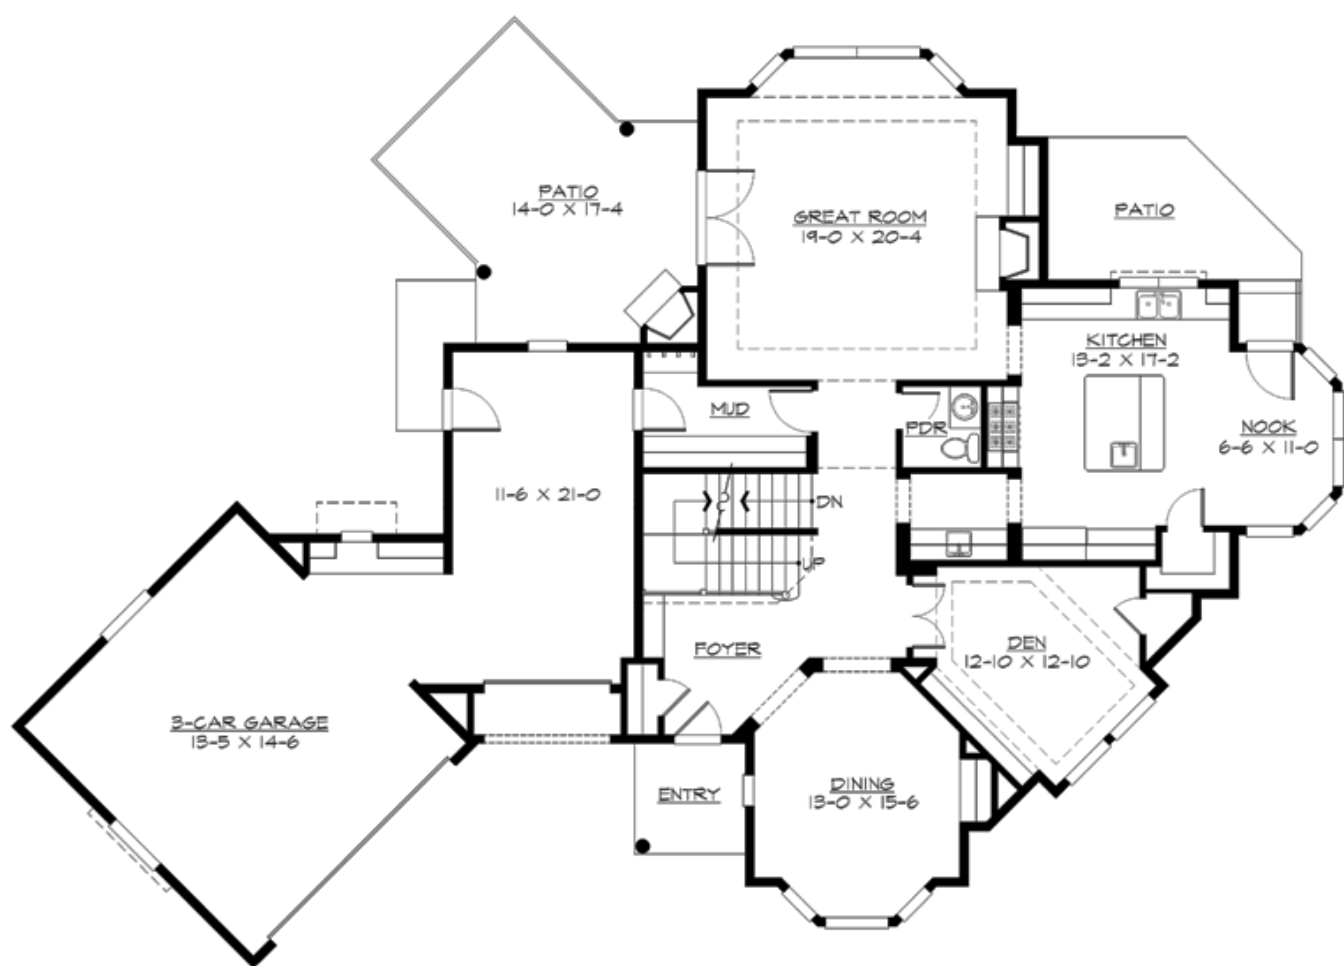 PATIO
14-0 X 17-4
GREAT ROOM
19-0 X 20-4
PATIO
KITCHEN
13-2 X 17-2
MUD
PDR
NOOK
6-6 X 11-0
11-6 X 21-0
DN
UP
FOYER
DEN
12-10 X 12-10
3-CAR GARAGE
13-5 X 14-6
ENTRY
DINING
13-0 X 15-6